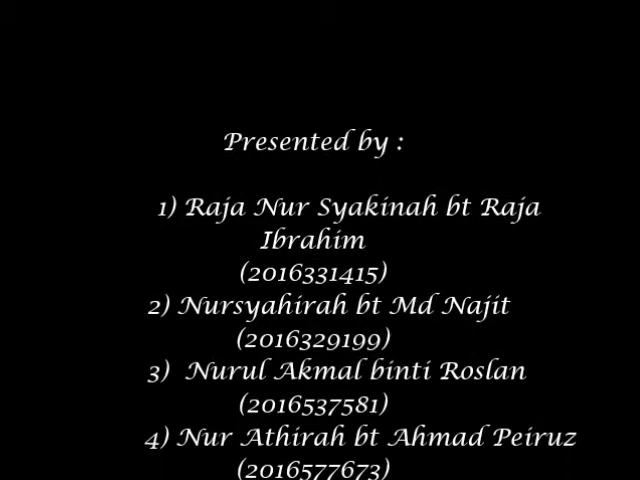 Presented by :
1) Raja Nur Syakinah bt Raja
Ibrahim
(2016331415)
2) Nursyahirah bt Md Najit
(2016329199)
3) Nurul Akmal binti Roslan
(2016537581)
4) Nur Athirah bt Ahmad Peiruz
(2016577673)